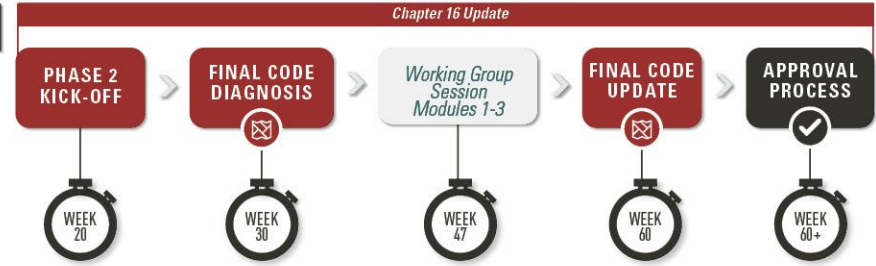 Chapter 16 Update
PHASE 2
KICK-OFF
FINAL CODE
DIAGNOSIS
Working Group
Session
Modules 1-3
FINAL CODE
UPDATE
APPROVAL
PROCESS
WEEK
20
WEEK
30
WEEK
47
WEEK
60
WEEK
60+